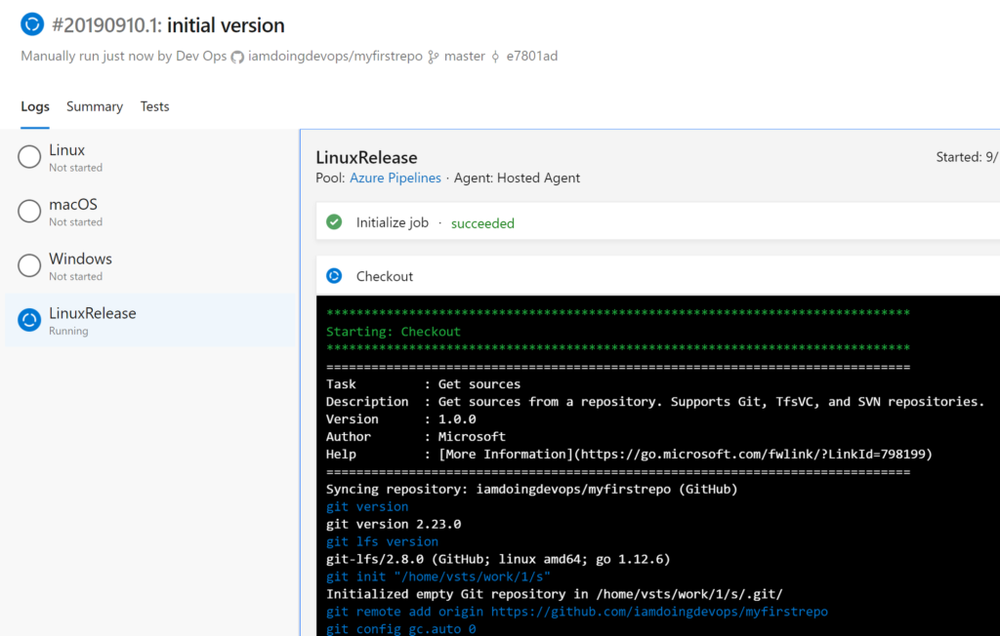 #20190910.1: initial version
Manually run just now by Dev Ops iamdoingdevops/myfirstrepo master e7801ad
Logs Summary Tests
Linux
Not started
macOS
Not started
Windows
Not started
LinuxRelease
Running
LinuxRelease
Started: 9/
Pool: Azure Pipelines · Agent: Hosted Agent
Initialize job · succeeded
Checkout
******************************************************************************
Starting: Checkout
******************************************************************************
==============================================================================
Task         : Get sources
Description  : Get sources from a repository. Supports Git, TfsVC, and SVN repositories.
Version      : 1.0.0
Author       : Microsoft
Help         : [More Information](https://go.microsoft.com/fwlink/?LinkId=798199)
==============================================================================
Syncing repository: iamdoingdevops/myfirstrepo (GitHub)
git version
git version 2.23.0
git lfs version
git-lfs/2.8.0 (GitHub; linux amd64; go 1.12.6)
git init "/home/vsts/work/1/s"
Initialized empty Git repository in /home/vsts/work/1/s/.git/
git remote add origin https://github.com/iamdoingdevops/myfirstrepo
git config gc.auto 0